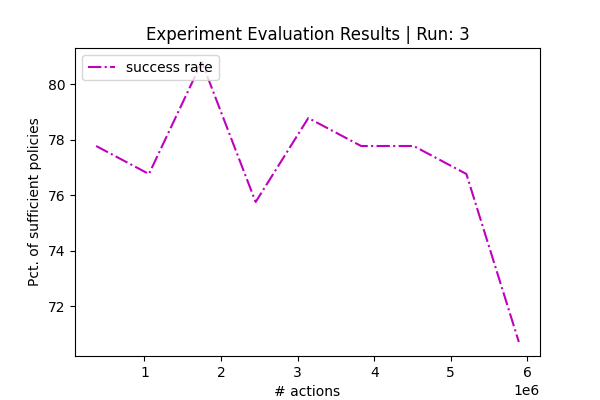 Experiment Evaluation Results | Run: 3
success rate
Pct. of sufficient policies
80
78
76
74
72
1 2 3 4 5 6
1e6
# actions